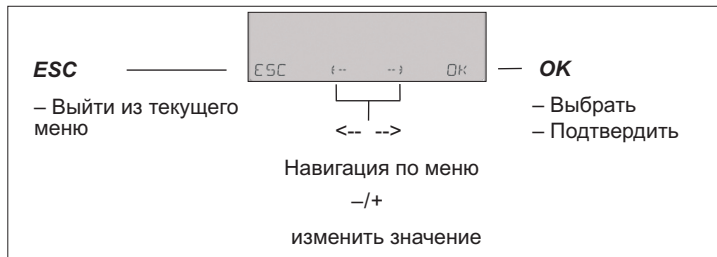 ESC <-- --> OK
ESC
– Выйти из текущего
меню
<-- -->
Навигация по меню
–/+
изменить значение
OK
– Выбрать
– Подтвердить